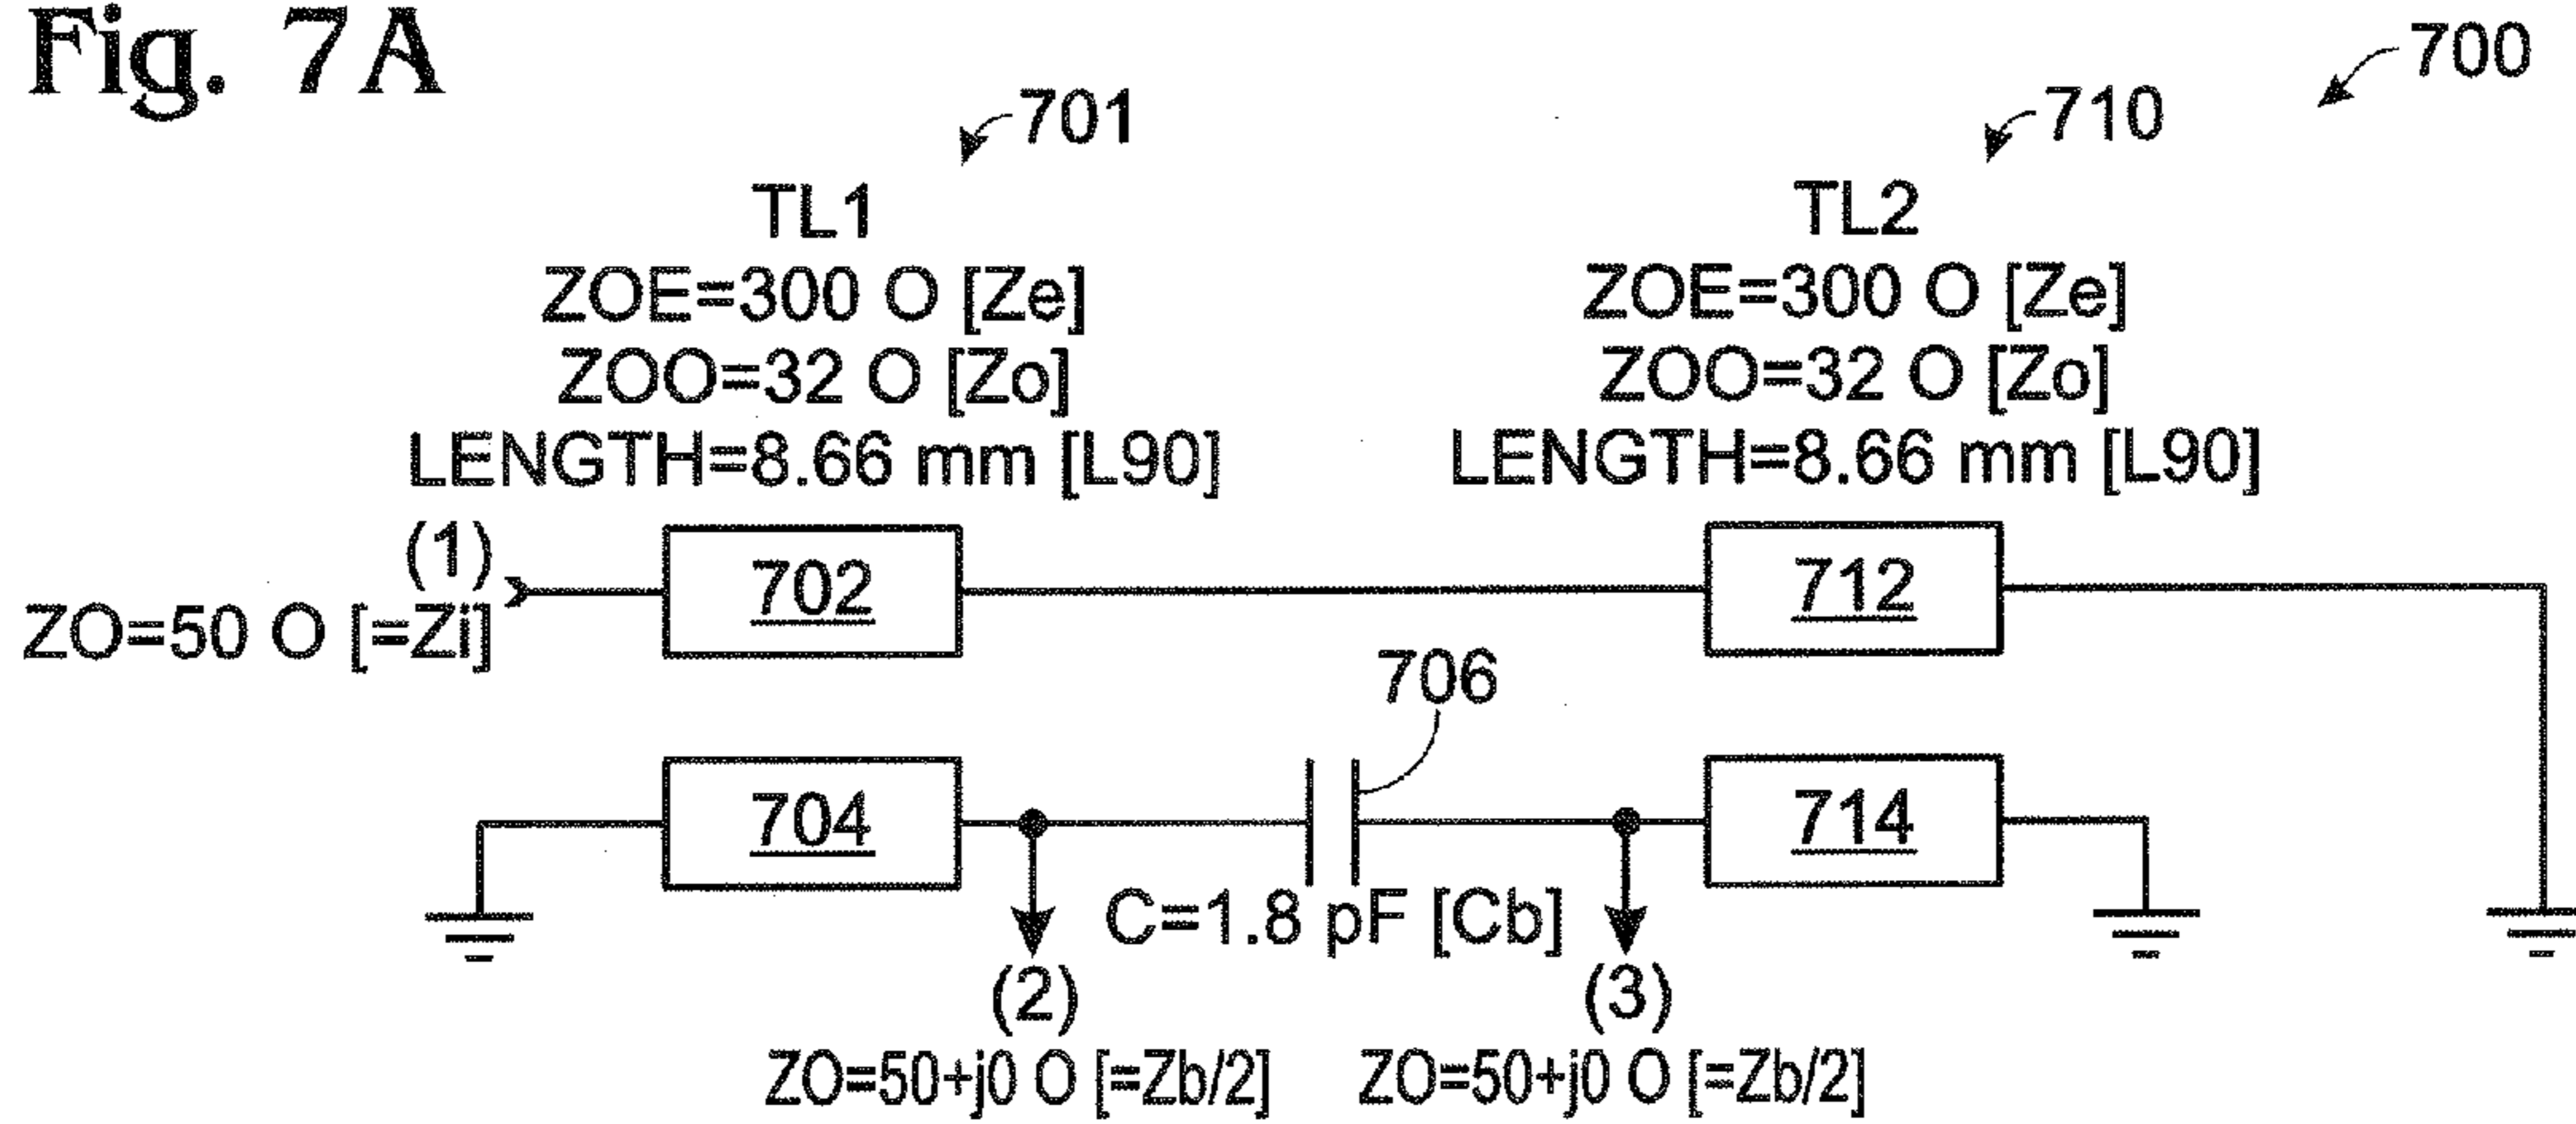 Fig. 7A
700
701
710
TL1
ZOE=300 O [Ze]
ZOO=32 O [Zo]
LENGTH=8.66 mm [L90]
TL2
ZOE=300 O [Ze]
ZOO=32 O [Zo]
LENGTH=8.66 mm [L90]
(1)
ZO=50 O [=Zi]
702
712
706
704
714
C=1.8 pF [Cb]
(2)
ZO=50+j0 O [=Zb/2]
(3)
ZO=50+j0 O [=Zb/2]